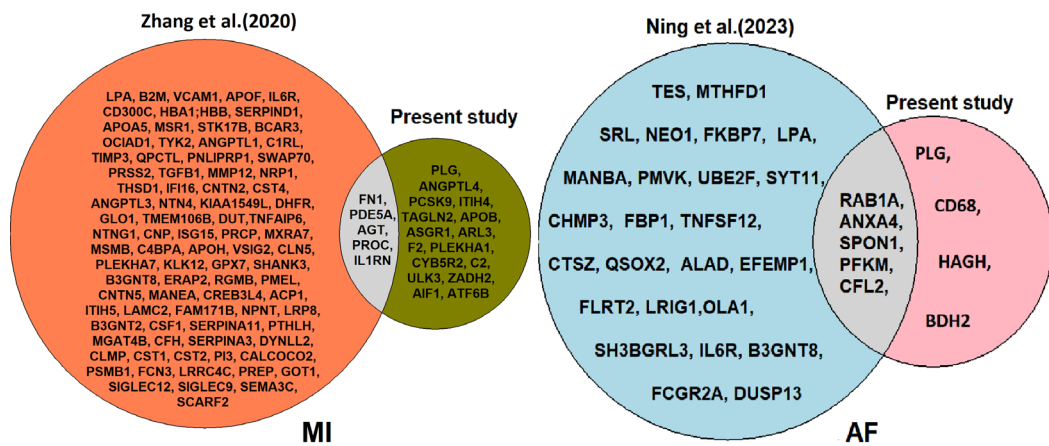 Zhang et al.(2020)
LPA, B2M, VCAM1, APOF, IL6R,
CD300C, HBA1;HBB, SERPIND1,
APOA5, MSR1, STK17B, BCAR3,
OCIAD1, TYK2, ANGPTL1, C1RL,
TIMP3, QPCTL, PNLIPRP1, SWAP70,
PRSS2, TGFB1, MMP12, NRP1,
THSD1, IFI16, CNTN2, CST4,
ANGPTL3, NTN4, KIAA1549L, DHFR,
GLO1, TMEM106B, DUT,TNFAIP6,
NTNG1, CNP, ISG15, PRCP, MXRA7,
MSMB, C4BPA, APOH, VSIG2, CLN5,
PLEKHA7, KLK12, GPX7, SHANK3,
B3GNT8, ERAP2, RGMB, PMEL,
CNTN5, MANEA, CREB3L4, ACP1,
ITIH5, LAMC2, FAM171B, NPNT, LRP8,
B3GNT2, CSF1, SERPINA11, PTHLH,
MGAT4B, CFH, SERPINA3, DYNLL2,
CLMP, CST1, CST2, PI3, CALCOCO2,
PSMB1, FCN3, LRRC4C, PREP, GOT1,
SIGLEC12, SIGLEC9, SEMA3C,
SCARF2
FN1,
PDE5A,
AGT,
PROC,
IL1RN
Present study
PLG,
ANGPTL4,
PCSK9, ITIH4,
TAGLN2, APOB,
ASGR1, ARL3,
F2, PLEKHA1,
CYB5R2, C2,
ULK3, ZADH2,
AIF1, ATF6B
MI
Ning et al.(2023)
TES, MTHFD1
SRL, NEO1, FKBP7, LPA,
MANBA, PMVK, UBE2F, SYT11,
CHMP3, FBP1, TNFSF12,
CTSZ, QSOX2, ALAD, EFEMP1,
FLRT2, LRIG1,OLA1,
SH3BGRL3, IL6R, B3GNT8,
FCGR2A, DUSP13
RAB1A,
ANXA4,
SPON1,
PFKM,
CFL2,
Present study
PLG,
CD68,
HAGH,
BDH2
AF